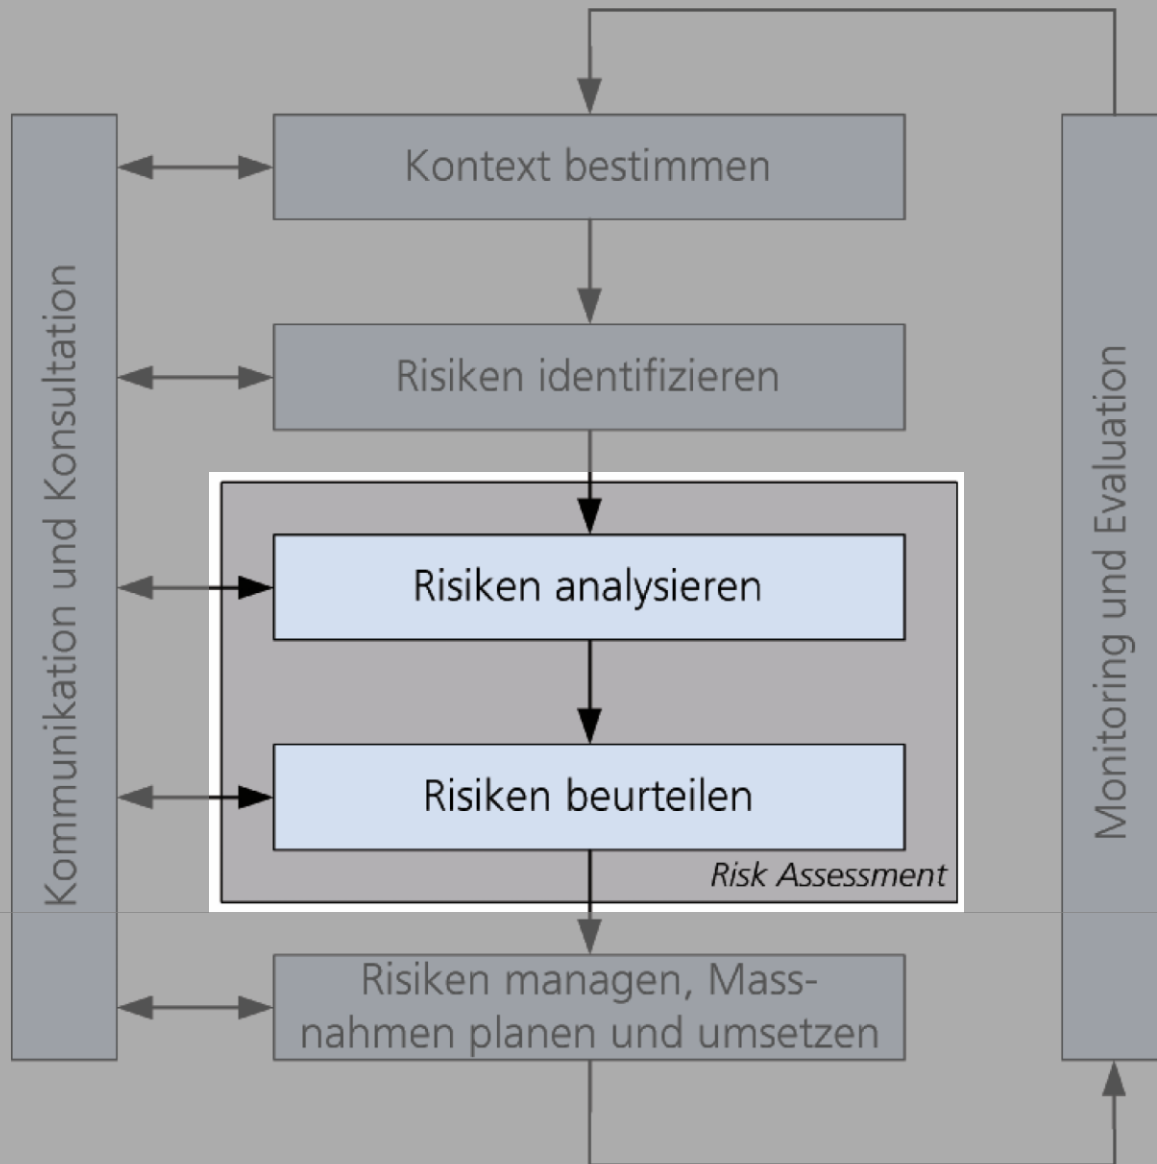 Kontext bestimmen
Risiken identifizieren
Risiken analysieren
Risiken beurteilen
Risk Assessment
Risiken managen, Mass-
nahmen planen und umsetzen
Kommunikation und Konsultation
Monitoring und Evaluation